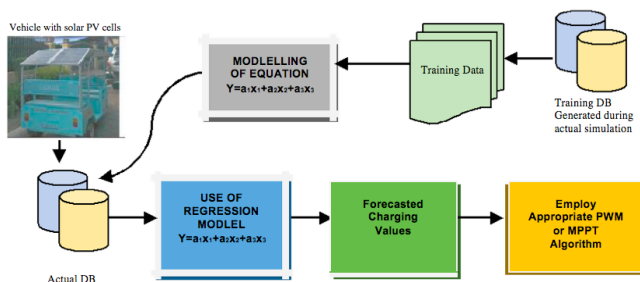 Vehicle with solar PV cells
MODLELLING
OF EQUATION
Y=a₁x₁+a₂x₂+a₃x₃
Training Data
Training DB
Generated during
actual simulation
Actual DB
USE OF
REGRESSION
MODLEL
Y=a₁x₁+a₂x₂+a₃x₃
Forecasted
Charging
Values
Employ
Appropriate PWM
or MPPT
Algorithm